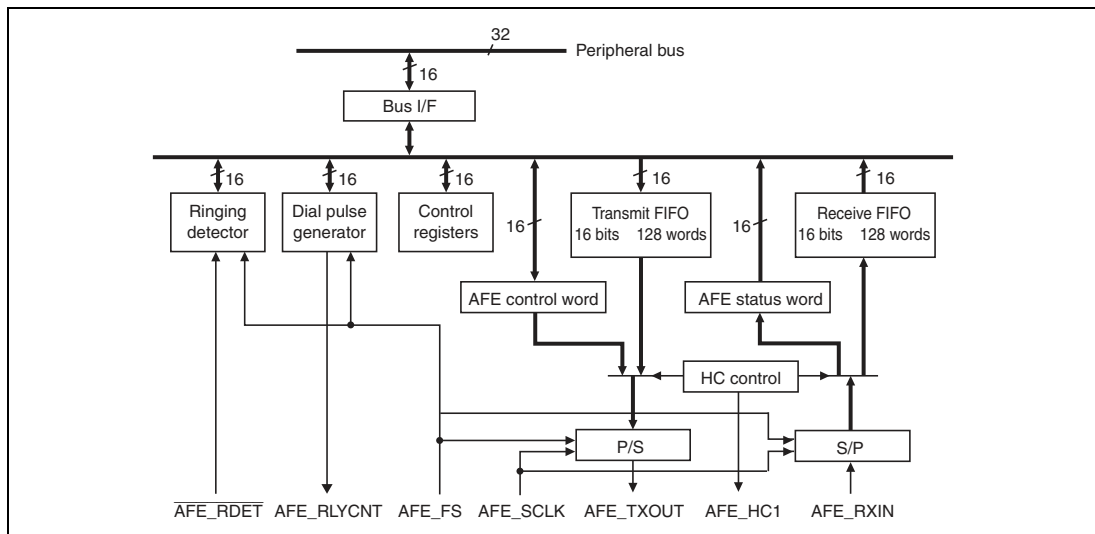 32
Peripheral bus
16
Bus I/F
16
16
16
16
16
Ringing
detector
Dial pulse
generator
Control
registers
16
Transmit FIFO
16 bits 128 words
16
Receive FIFO
16 bits 128 words
AFE control word
AFE status word
HC control
P/S
S/P
AFE_RDET
AFE_RLYCNT
AFE_FS
AFE_SCLK
AFE_TXOUT
AFE_HC1
AFE_RXIN